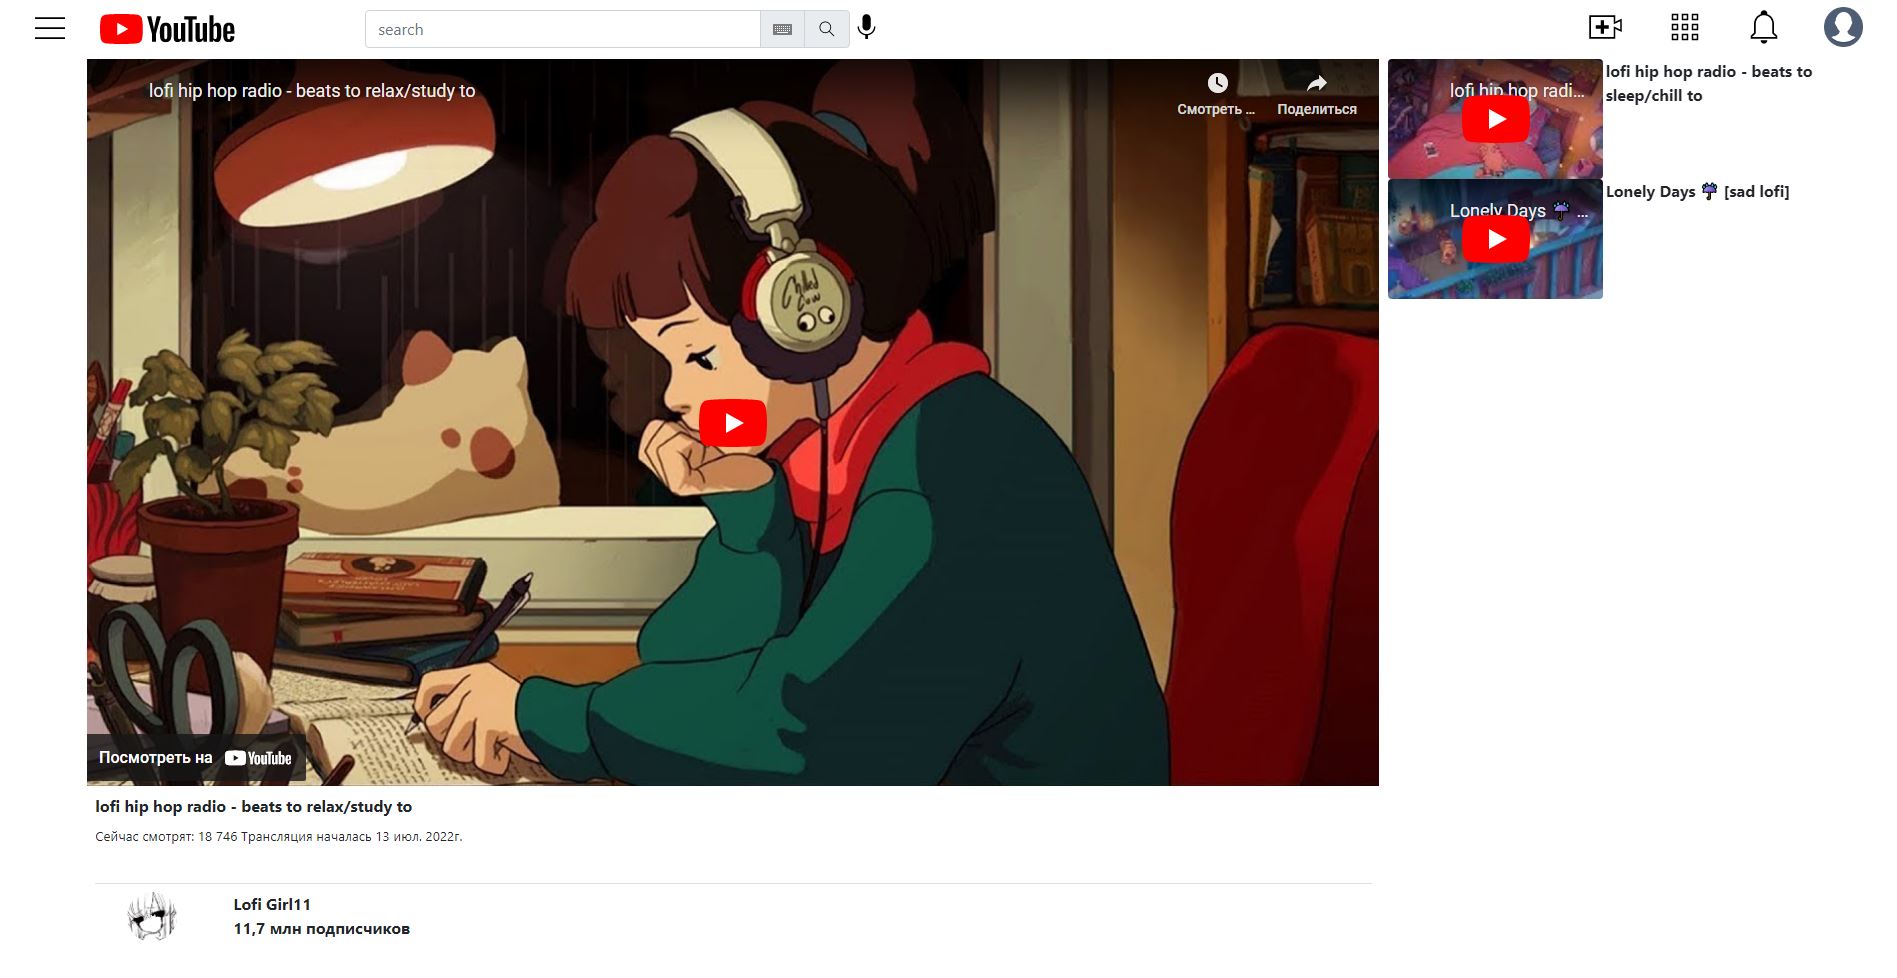 YouTube
search
lofi hip hop radio - beats to relax/study to
Смотреть ...
Поделиться
Chilled
Cow
Посмотреть на YouTube
lofi hip hop radio - beats to relax/study to
Сейчас смотрят: 18 746 Трансляция началась 13 июл. 2022г.
Lofi Girl11
11,7 млн подписчиков
lofi hip hop radi...
lofi hip hop radio - beats to
sleep/chill to
Lonely Days ☔ ...
Lonely Days ☔ [sad lofi]